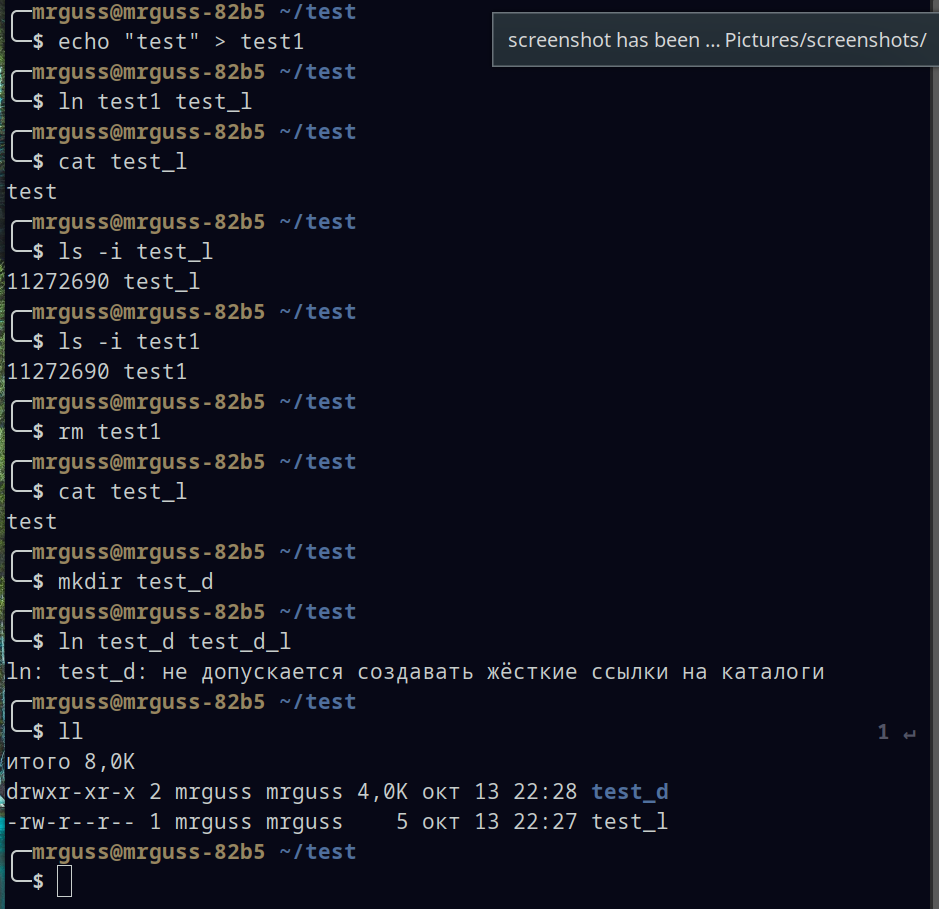 mrguss@mrguss-82b5 ~/test
$ echo "test" > test1
screenshot has been ... Pictures/screenshots/
mrguss@mrguss-82b5 ~/test
$ ln test1 test_l
mrguss@mrguss-82b5 ~/test
$ cat test_l
test
mrguss@mrguss-82b5 ~/test
$ ls -i test_l
11272690 test_l
mrguss@mrguss-82b5 ~/test
$ ls -i test1
11272690 test1
mrguss@mrguss-82b5 ~/test
$ rm test1
mrguss@mrguss-82b5 ~/test
$ cat test_l
test
mrguss@mrguss-82b5 ~/test
$ mkdir test_d
mrguss@mrguss-82b5 ~/test
$ ln test_d test_d_l
ln: test_d: не допускается создавать жёсткие ссылки на каталоги
mrguss@mrguss-82b5 ~/test
$ ll 1 ↵
итого 8,0K
drwxr-xr-x 2 mrguss mrguss 4,0K окт 13 22:28 test_d
-rw-r--r-- 1 mrguss mrguss 5 окт 13 22:27 test_l
mrguss@mrguss-82b5 ~/test
$